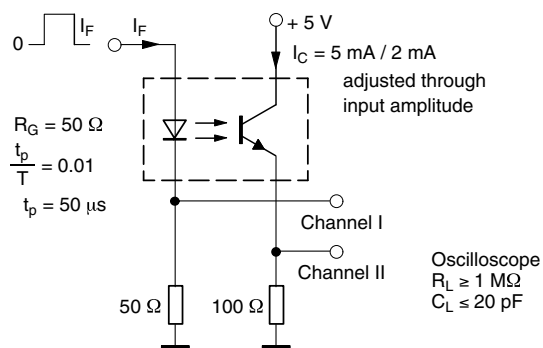 0
I_F
I_F
+ 5 V
I_C = 5 mA / 2 mA
adjusted through
input amplitude
R_G = 50 Ω
t_p
T
= 0.01
t_p = 50 μs
Channel I
Channel II
50 Ω
100 Ω
Oscilloscope
R_L ≥ 1 MΩ
C_L ≤ 20 pF